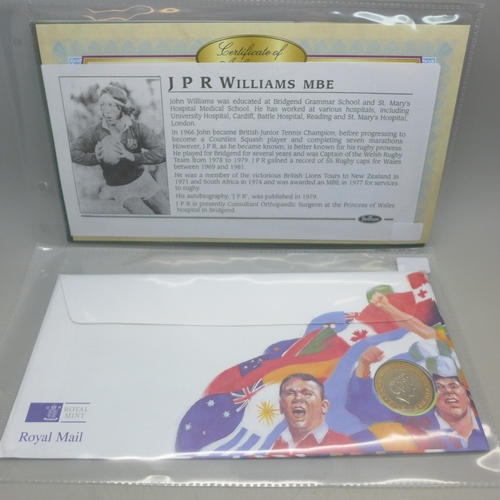 Certificate of
J P R WILLIAMS MBE
John Williams was educated at Bridgend Grammar School and St. Mary's
Hospital Medical School. He has worked at various hospitals, including
University Hospital, Cardiff, Battle Hospital, Reading and St. Mary's Hospital,
London.
In 1966 John became British Junior Tennis Champion, before progressing to
become a Counties Squash player and completing seven marathons.
However, J P R, as he became known, is better known for his rugby prowess.
He played for Bridgend for several years and was Captain of the Welsh Rugby
Team from 1978 to 1979. J P R gained a record of 56 Rugby caps for Wales
between 1969 and 1981.
He was a member of the victorious British Lions Tours to New Zealand in
1971 and South Africa in 1974 and was awarded an MBE in 1977 for services
to rugby.
His autobiography, 'J P R', was published in 1979.
J P R is presently Consultant Orthopaedic Surgeon at the Princess of Wales
Hospital in Bridgend.
ROYAL
MINT
Royal Mail